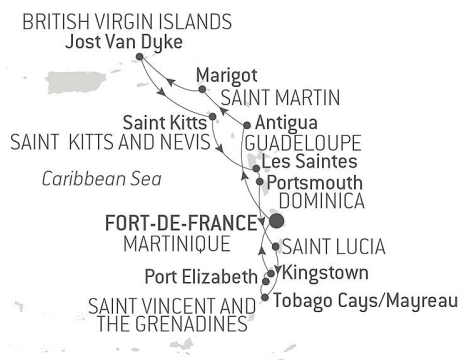 BRITISH VIRGIN ISLANDS
Jost Van Dyke
Marigot
SAINT MARTIN
Saint Kitts
Antigua
SAINT KITTS AND NEVIS
GUADELOUPE
Les Saintes
Caribbean Sea
Portsmouth
DOMINICA
FORT-DE-FRANCE
MARTINIQUE
SAINT LUCIA
Kingstown
Port Elizabeth
Tobago Cays/Mayreau
SAINT VINCENT AND
THE GRENADINES